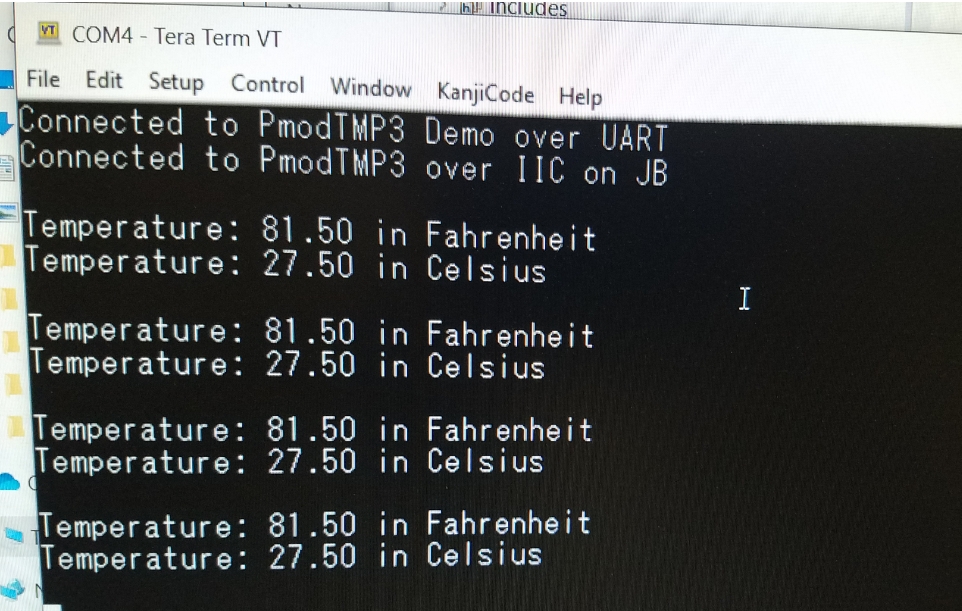 includes
COM4 - Tera Term VT
File Edit Setup Control Window KanjiCode Help
Connected to PmodTMP3 Demo over UART
Connected to PmodTMP3 over IIC on JB
Temperature: 81.50 in Fahrenheit
Temperature: 27.50 in Celsius
Temperature: 81.50 in Fahrenheit
Temperature: 27.50 in Celsius
Temperature: 81.50 in Fahrenheit
Temperature: 27.50 in Celsius
Temperature: 81.50 in Fahrenheit
Temperature: 27.50 in Celsius